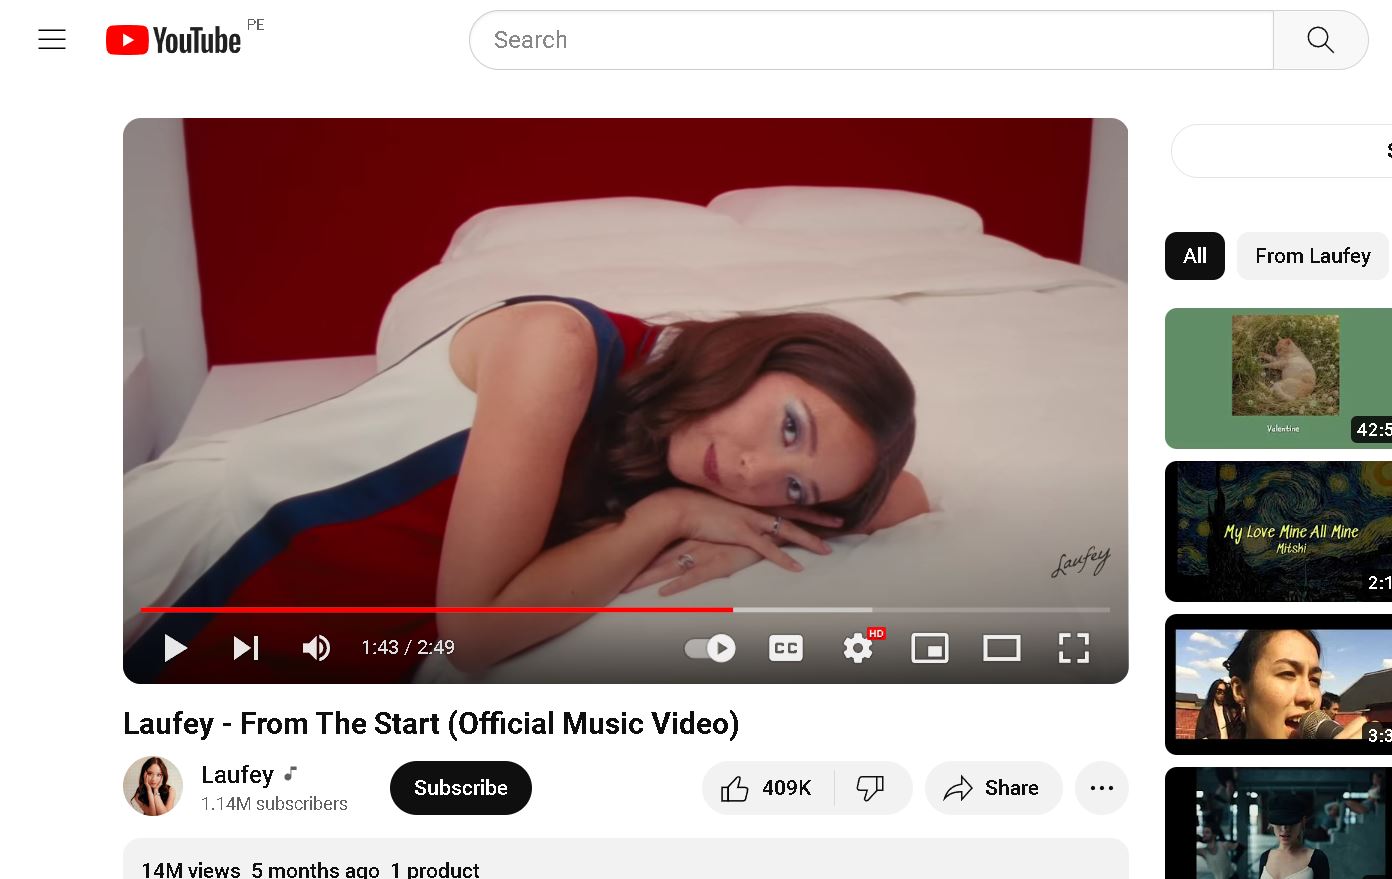 YouTube PE
Search
S
All
From Laufey
Valentine
42:5
My Love Mine All Mine
Mitski
2:1
3:3
Laufey
HD
CC
1:43 / 2:49
Laufey - From The Start (Official Music Video)
Laufey
1.14M subscribers
Subscribe
409K
Share
14M views 5 months ago 1 product